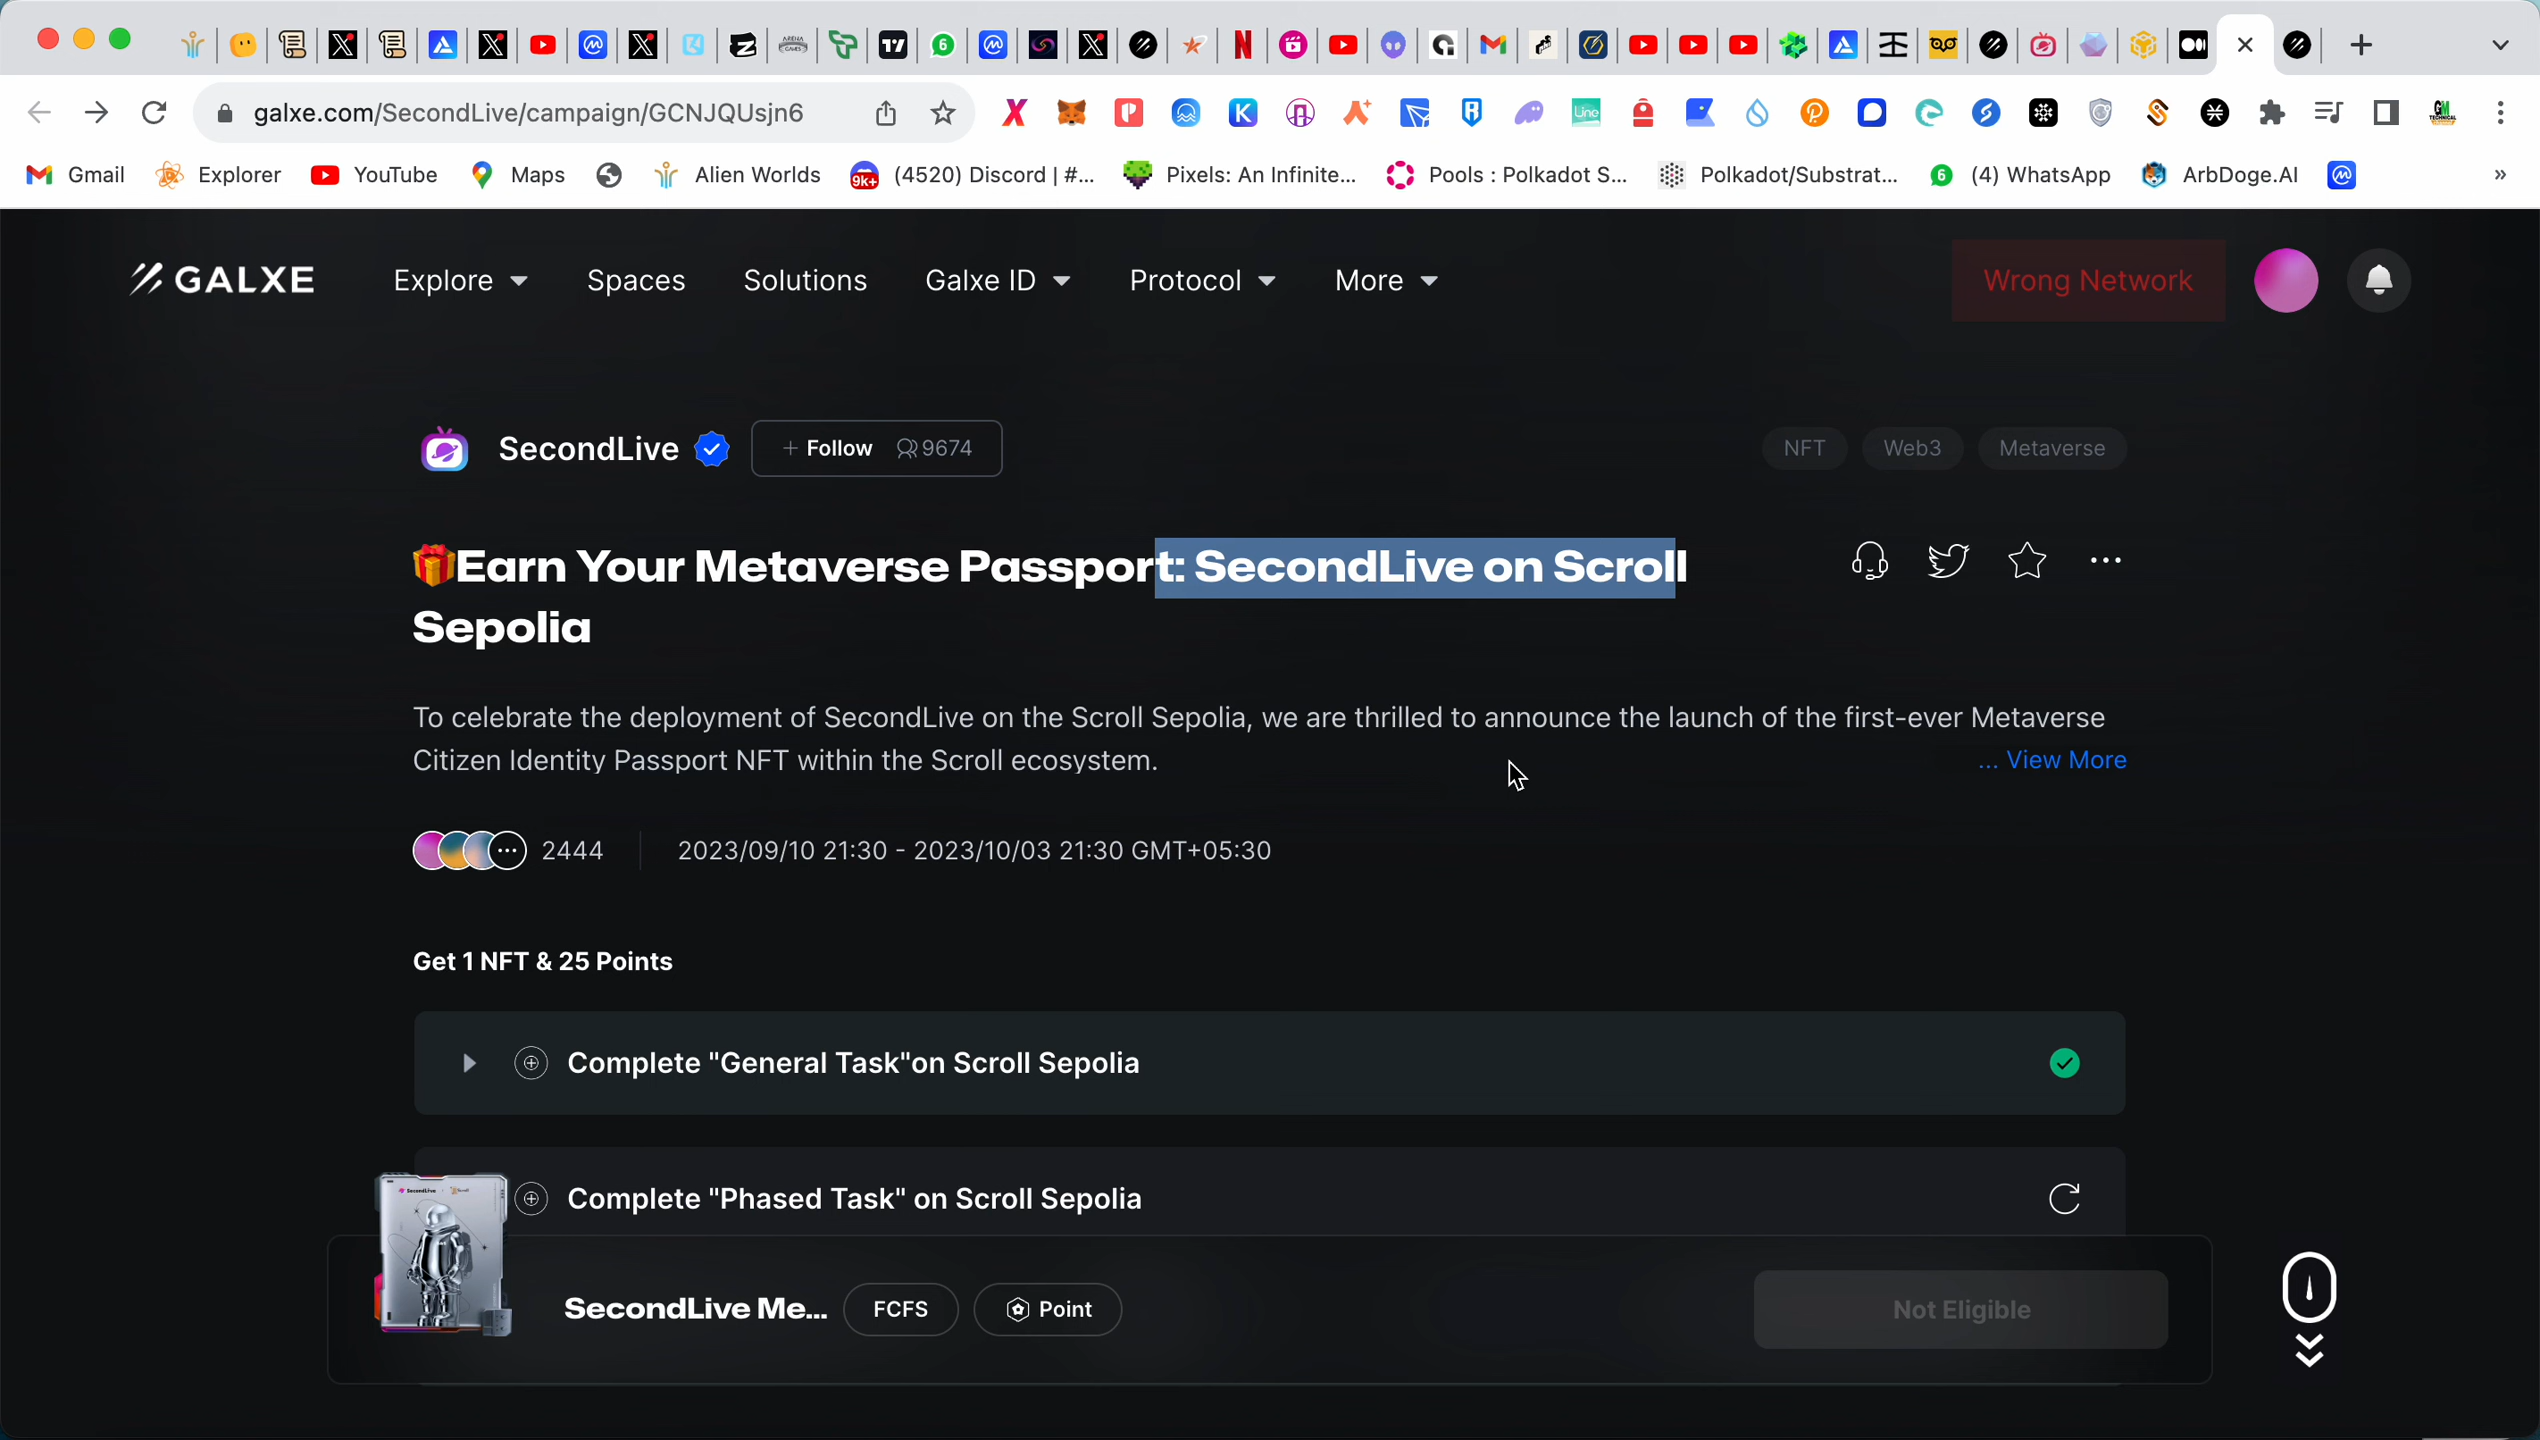 galxe.com/SecondLive/campaign/GCNJQUsjn6
Gmail Explorer YouTube Maps Alien Worlds 9k+ (4520) Discord | #... Pixels: An Infinite... Pools : Polkadot S... Polkadot/Substrat... 6 (4) WhatsApp ArbDoge.AI »
GALXE Explore Spaces Solutions Galxe ID Protocol More Wrong Network
SecondLive + Follow 9674 NFT Web3 Metaverse
🎁Earn Your Metaverse Passport: SecondLive on Scroll
Sepolia
To celebrate the deployment of SecondLive on the Scroll Sepolia, we are thrilled to announce the launch of the first-ever Metaverse
Citizen Identity Passport NFT within the Scroll ecosystem. ... View More
2444 2023/09/10 21:30 - 2023/10/03 21:30 GMT+05:30
Get 1 NFT & 25 Points
Complete "General Task"on Scroll Sepolia
Complete "Phased Task" on Scroll Sepolia
SecondLive Me... FCFS Point Not Eligible